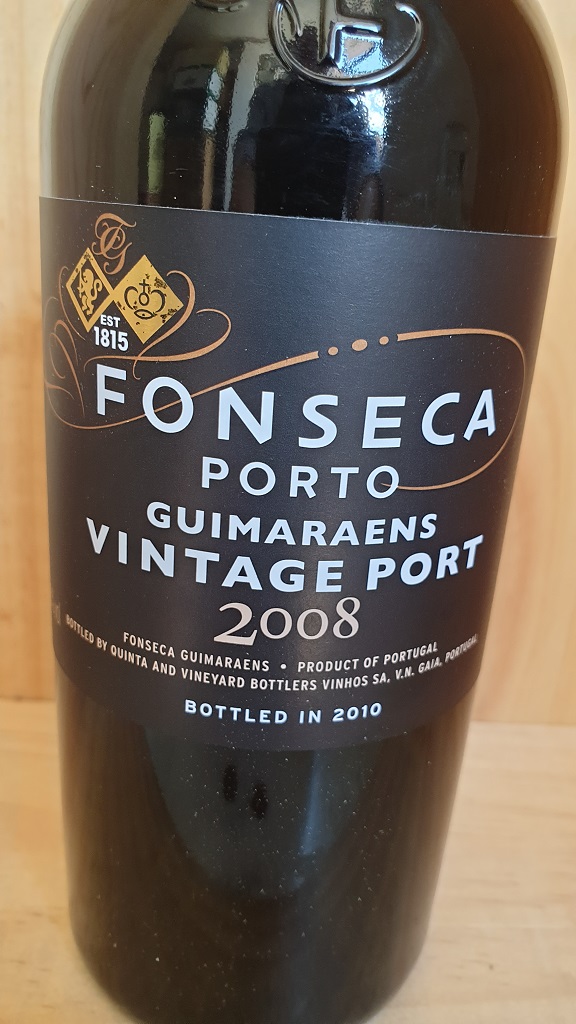 EST
1815
FONSECA
PORTO
GUIMARAENS
VINTAGE PORT
2008
FONSECA GUIMARAENS • PRODUCT OF PORTUGAL
BOTTLED BY QUINTA AND VINEYARD BOTTLERS VINHOS SA, V.N. GAIA, PORTUGAL
BOTTLED IN 2010